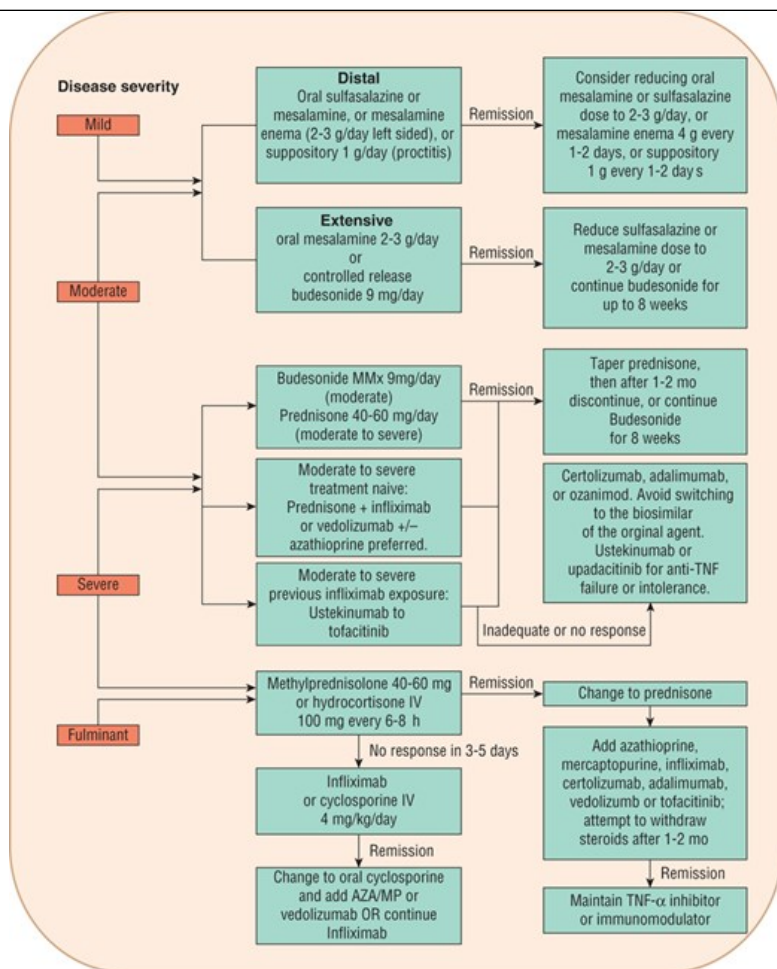 Disease severity
Mild
Moderate
Severe
Fulminant
Distal
Oral sulfasalazine or
mesalamine, or mesalamine
enema (2-3 g/day left sided), or
suppository 1 g/day (proctitis)
Remission
Consider reducing oral
mesalamine or sulfasalazine
dose to 2-3 g/day, or
mesalamine enema 4 g every
1-2 days, or suppository
1 g every 1-2 day s
Extensive
oral mesalamine 2-3 g/day
or
controlled release
budesonide 9 mg/day
Remission
Reduce sulfasalazine or
mesalamine dose to
2-3 g/day or
continue budesonide for
up to 8 weeks
Budesonide MMx 9mg/day
(moderate)
Prednisone 40-60 mg/day
(moderate to severe)
Remission
Taper prednisone,
then after 1-2 mo
discontinue, or continue
Budesonide
for 8 weeks
Moderate to severe
treatment naive:
Prednisone + infliximab
or vedolizumab +/–
azathioprine preferred.
Moderate to severe
previous infliximab exposure:
Ustekinumab to
tofacitinib
Inadequate or no response
Certolizumab, adalimumab,
or ozanimod. Avoid switching
to the biosimilar
of the orginal agent.
Ustekinumab or
upadacitinib for anti-TNF
failure or intolerance.
Methylprednisolone 40-60 mg
or hydrocortisone IV
100 mg every 6-8 h
Remission
Change to prednisone
No response in 3-5 days
Infliximab
or cyclosporine IV
4 mg/kg/day
Remission
Change to oral cyclosporine
and add AZA/MP or
vedolizumab OR continue
Infliximab
Add azathioprine,
mercaptopurine, infliximab,
certolizumab, adalimumab,
vedolizumb or tofacitinib;
attempt to withdraw
steroids after 1-2 mo
Remission
Maintain TNF-α inhibitor
or immunomodulator